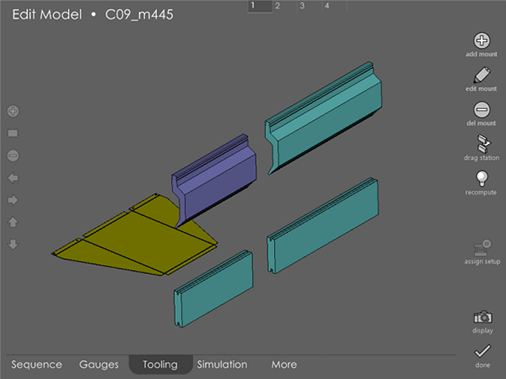 Edit Model • C09_m445
1 2 3 4
add mount
edit mount
del mount
drag station
recompute
assign setup
display
done
Sequence Gauges Tooling Simulation More